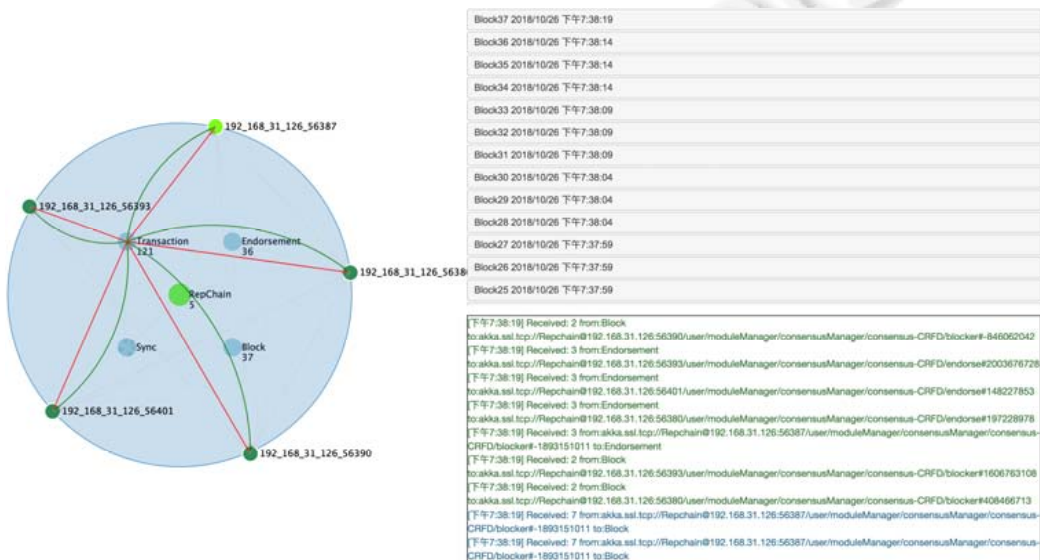 192_168_31_126_56387
192_168_31_126_56393
Transaction
121
Endorsement
36
192_168_31_126_5638
RepChain
5
Sync
Block
37
192_168_31_126_56401
192_168_31_126_56390
Block37 2018/10/26 下午7:38:19
Block36 2018/10/26 下午7:38:14
Block35 2018/10/26 下午7:38:14
Block34 2018/10/26 下午7:38:14
Block33 2018/10/26 下午7:38:09
Block32 2018/10/26 下午7:38:09
Block31 2018/10/26 下午7:38:09
Block30 2018/10/26 下午7:38:04
Block29 2018/10/26 下午7:38:04
Block28 2018/10/26 下午7:38:04
Block27 2018/10/26 下午7:37:59
Block26 2018/10/26 下午7:37:59
Block25 2018/10/26 下午7:37:59
[下午7:38:19] Received: 2 from:Block
to:akka.ssl.tcp://Repchain@192.168.31.126:56390/user/moduleManager/consensusManager/consensus-CRFD/blocker#-846062042
[下午7:38:19] Received: 3 from:Endorsement
to:akka.ssl.tcp://Repchain@192.168.31.126:56393/user/moduleManager/consensusManager/consensus-CRFD/endorse#2003676728
[下午7:38:19] Received: 3 from:Endorsement
to:akka.ssl.tcp://Repchain@192.168.31.126:56401/user/moduleManager/consensusManager/consensus-CRFD/endorse#148227853
[下午7:38:19] Received: 3 from:Endorsement
to:akka.ssl.tcp://Repchain@192.168.31.126:56380/user/moduleManager/consensusManager/consensus-CRFD/endorse#197228978
[下午7:38:19] Received: 3 from:akka.ssl.tcp://Repchain@192.168.31.126:56387/user/moduleManager/consensusManager/consensus-
CRFD/blocker#-1893151011 to:Endorsement
[下午7:38:19] Received: 2 from:Block
to:akka.ssl.tcp://Repchain@192.168.31.126:56393/user/moduleManager/consensusManager/consensus-CRFD/blocker#1606763108
[下午7:38:19] Received: 2 from:Block
to:akka.ssl.tcp://Repchain@192.168.31.126:56380/user/moduleManager/consensusManager/consensus-CRFD/blocker#408466713
[下午7:38:19] Received: 7 from:akka.ssl.tcp://Repchain@192.168.31.126:56387/user/moduleManager/consensusManager/consensus-
CRFD/blocker#-1893151011 to:Block
[下午7:38:19] Received: 7 from:akka.ssl.tcp://Repchain@192.168.31.126:56387/user/moduleManager/consensusManager/consensus-
CRFD/blocker#-1893151011 to:Block